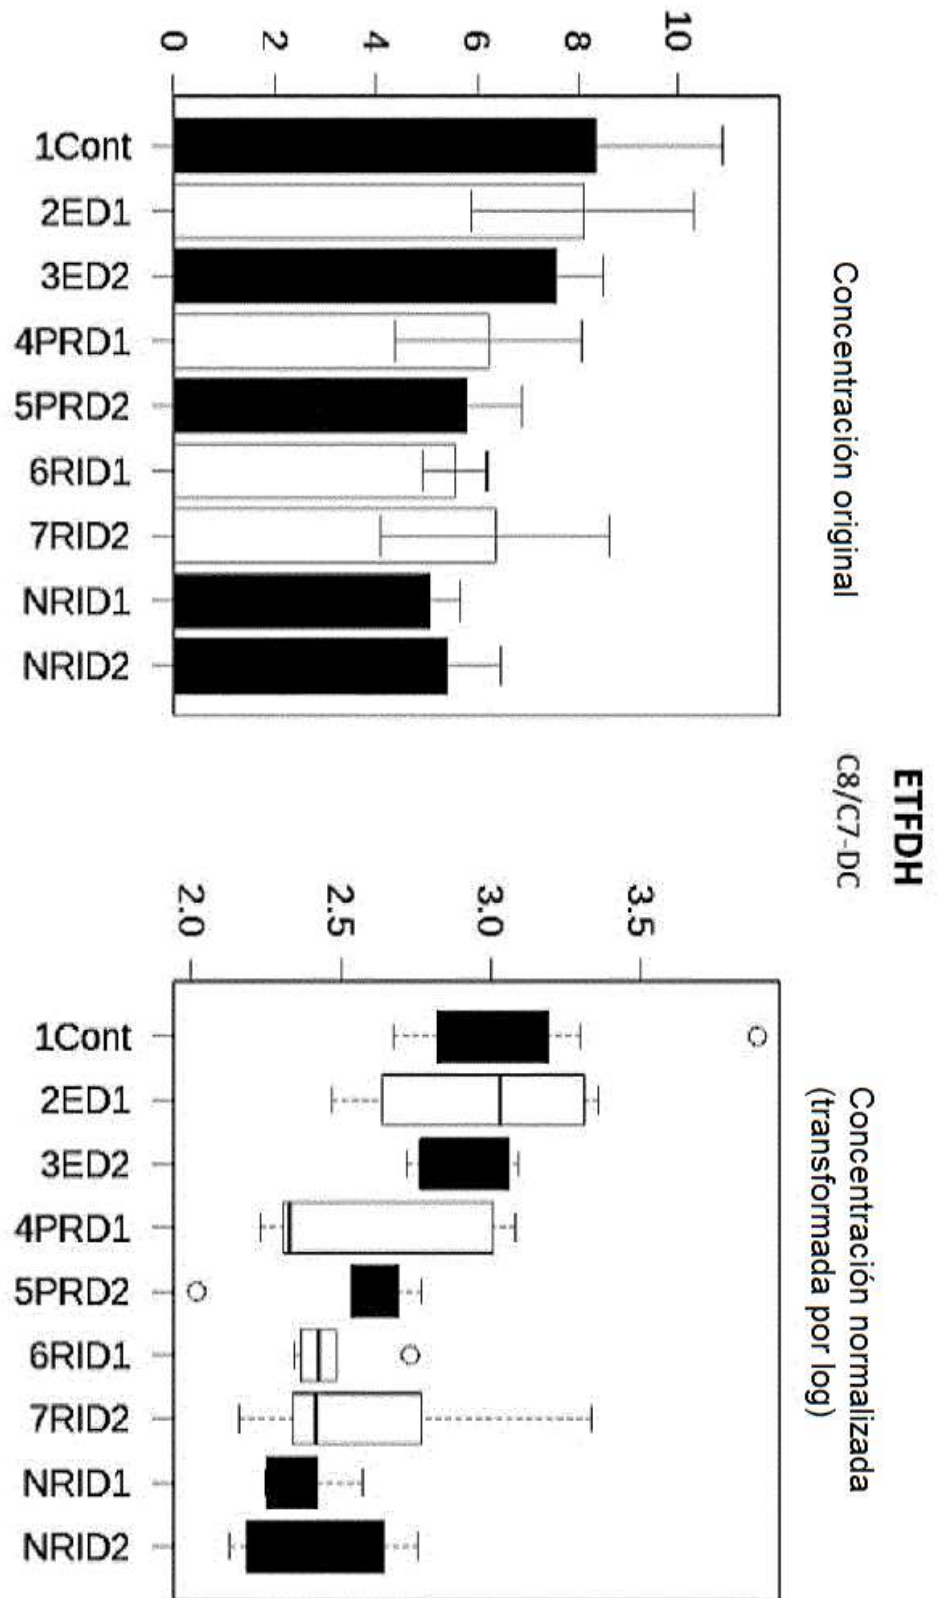 ETFDH
C8/C7-DC
Concentración original
10
8
6
4
2
0
1Cont
2ED1
3ED2
4PRD1
5PRD2
6RID1
7RID2
NRID1
NRID2
Concentración normalizada
(transformada por log)
3.5
3.0
2.5
2.0
1Cont
2ED1
3ED2
4PRD1
5PRD2
6RID1
7RID2
NRID1
NRID2